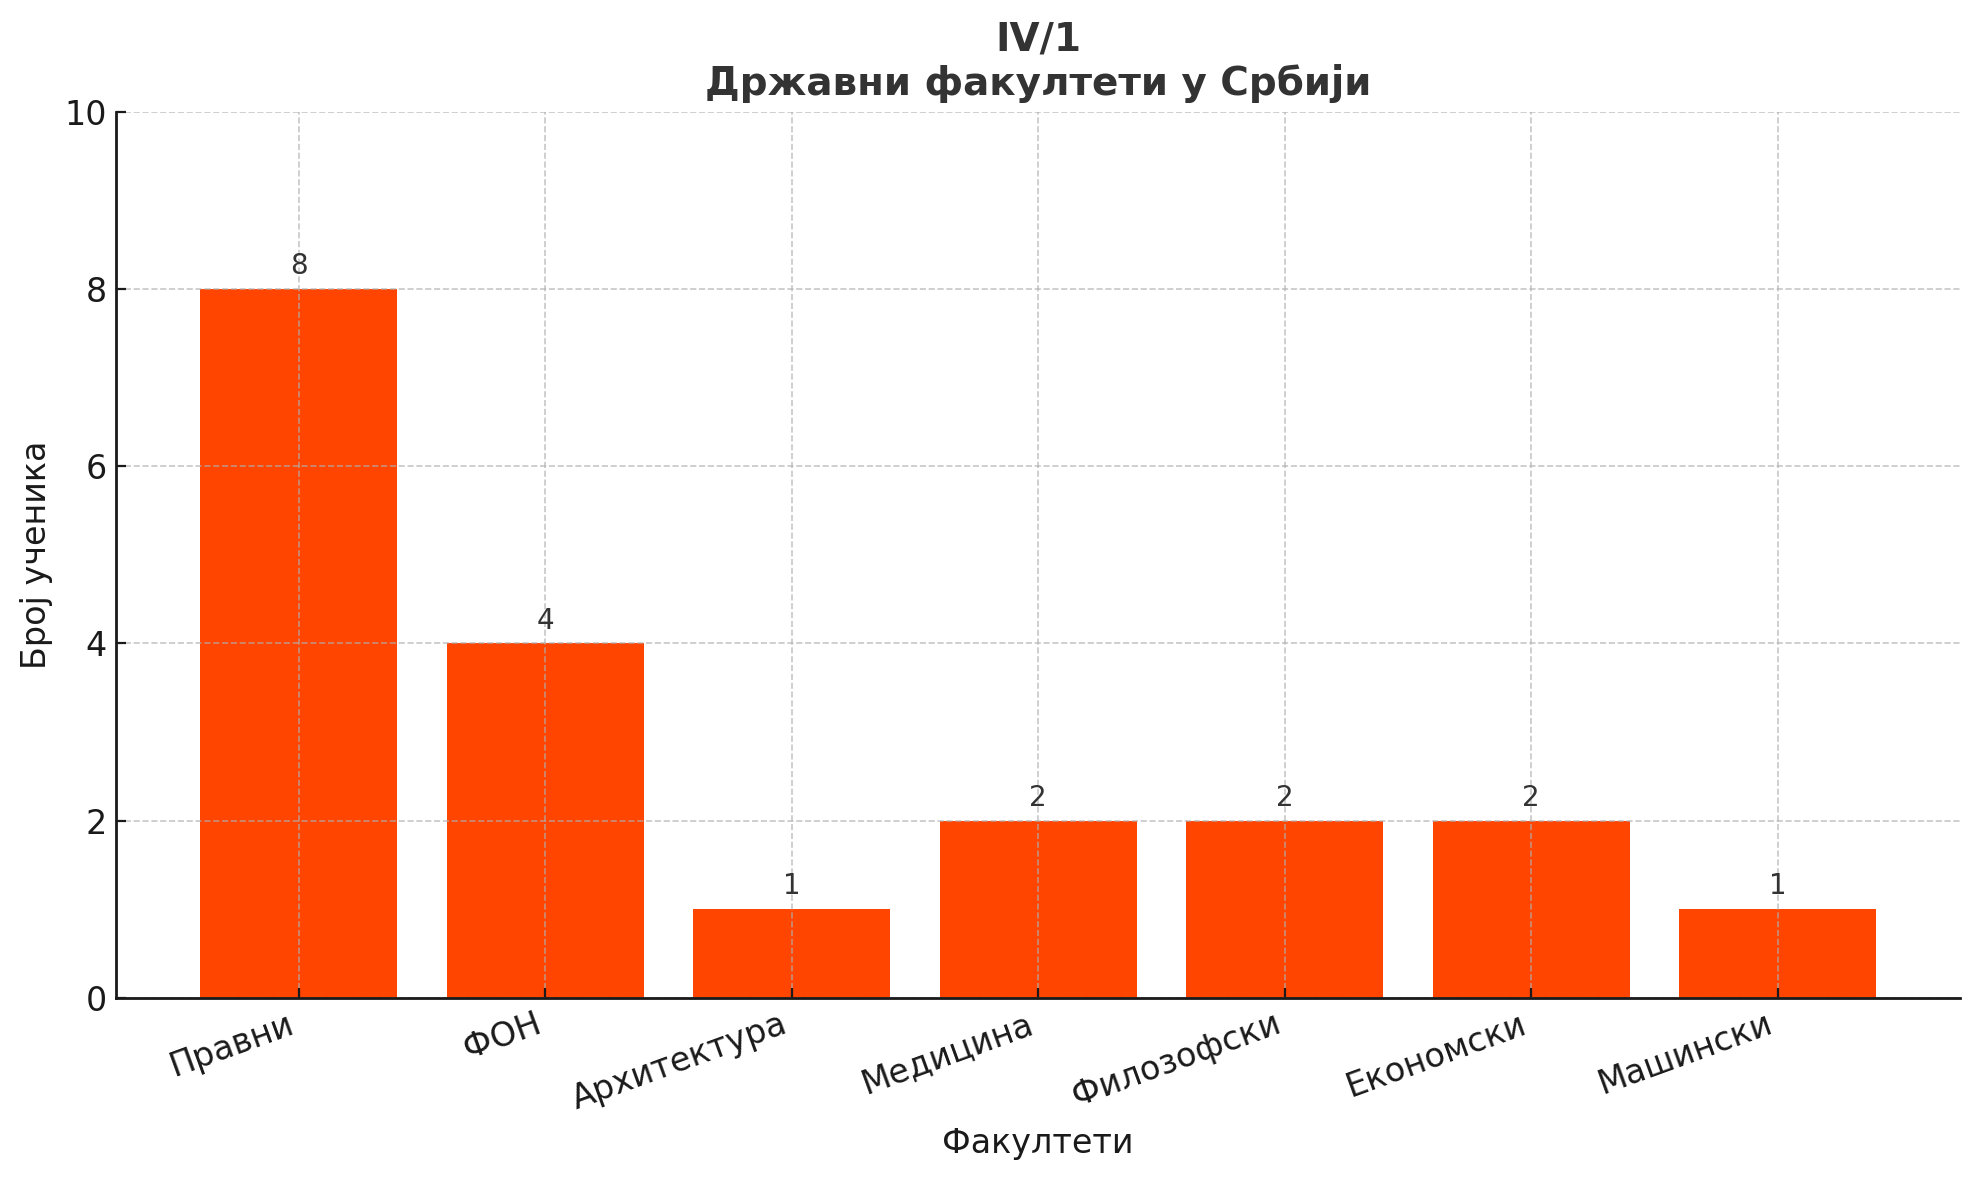 IV/1
Државни факултети у Србији
10
8
6
4
2
0
Број ученика
8
4
1
2
2
2
1
Правни
ФОН
Архитектура
Медицина
Филозофски
Економски
Машински
Факултети